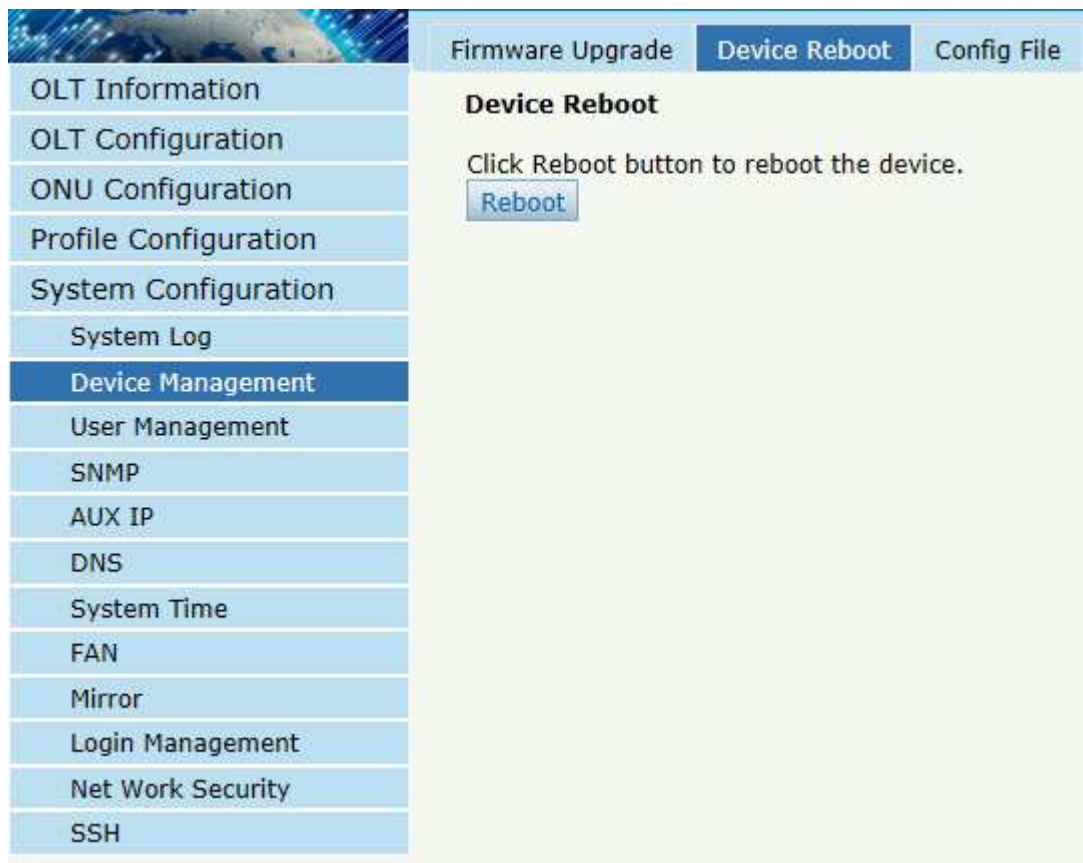 Firmware Upgrade Device Reboot Config File
OLT Information
OLT Configuration
ONU Configuration
Profile Configuration
System Configuration
System Log
Device Management
User Management
SNMP
AUX IP
DNS
System Time
FAN
Mirror
Login Management
Net Work Security
SSH
Device Reboot
Click Reboot button to reboot the device.
Reboot